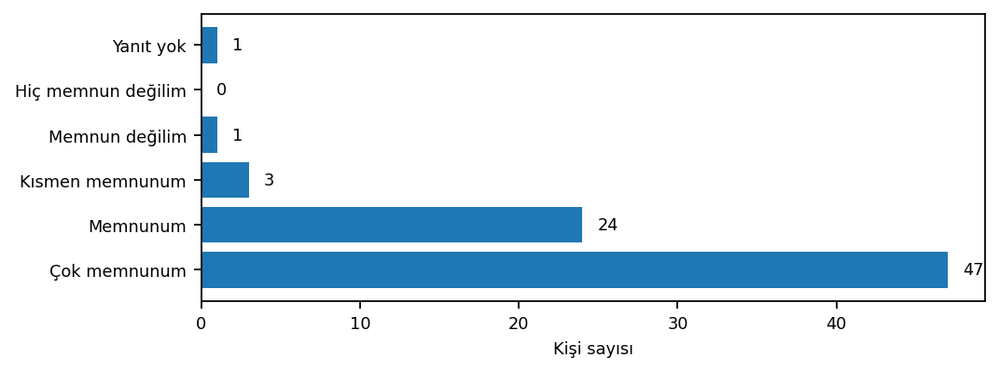 Yanıt yok 1
Hiç memnun değilim 0
Memnun değilim 1
Kısmen memnunum 3
Memnunum 24
Çok memnunum 47
0 10 20 30 40
Kişi sayısı